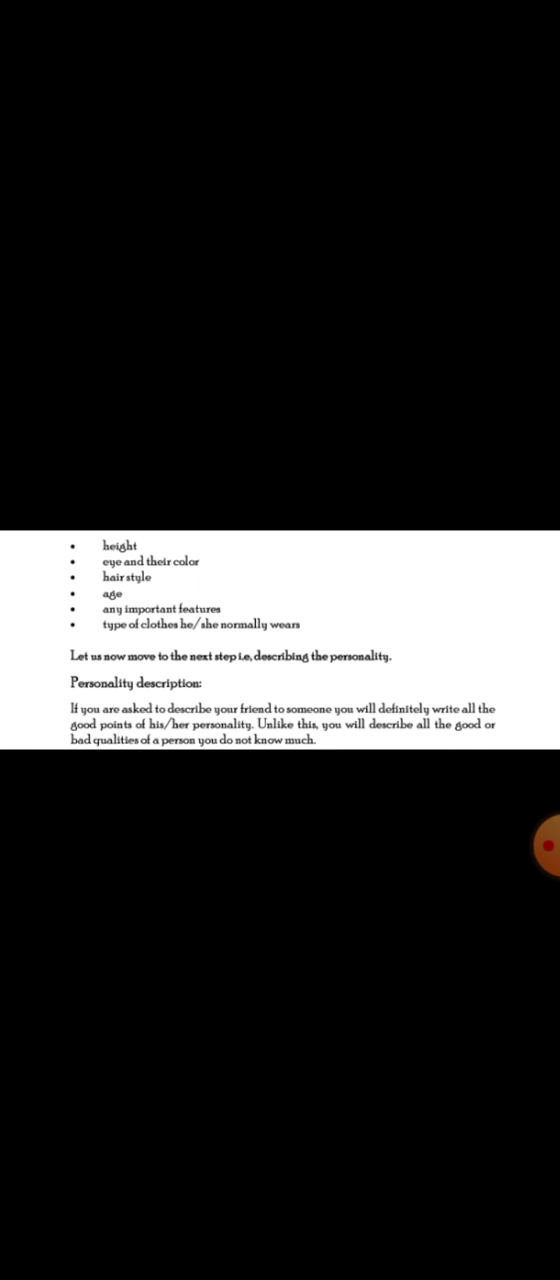 • height
• eye and their color
• hair style
• age
• any important features
• type of clothes he/she normally wears
Let us now move to the next step i.e, describing the personality.
Personality description:
If you are asked to describe your friend to someone you will definitely write all the
good points of his/her personality. Unlike this, you will describe all the good or
bad qualities of a person you do not know much.